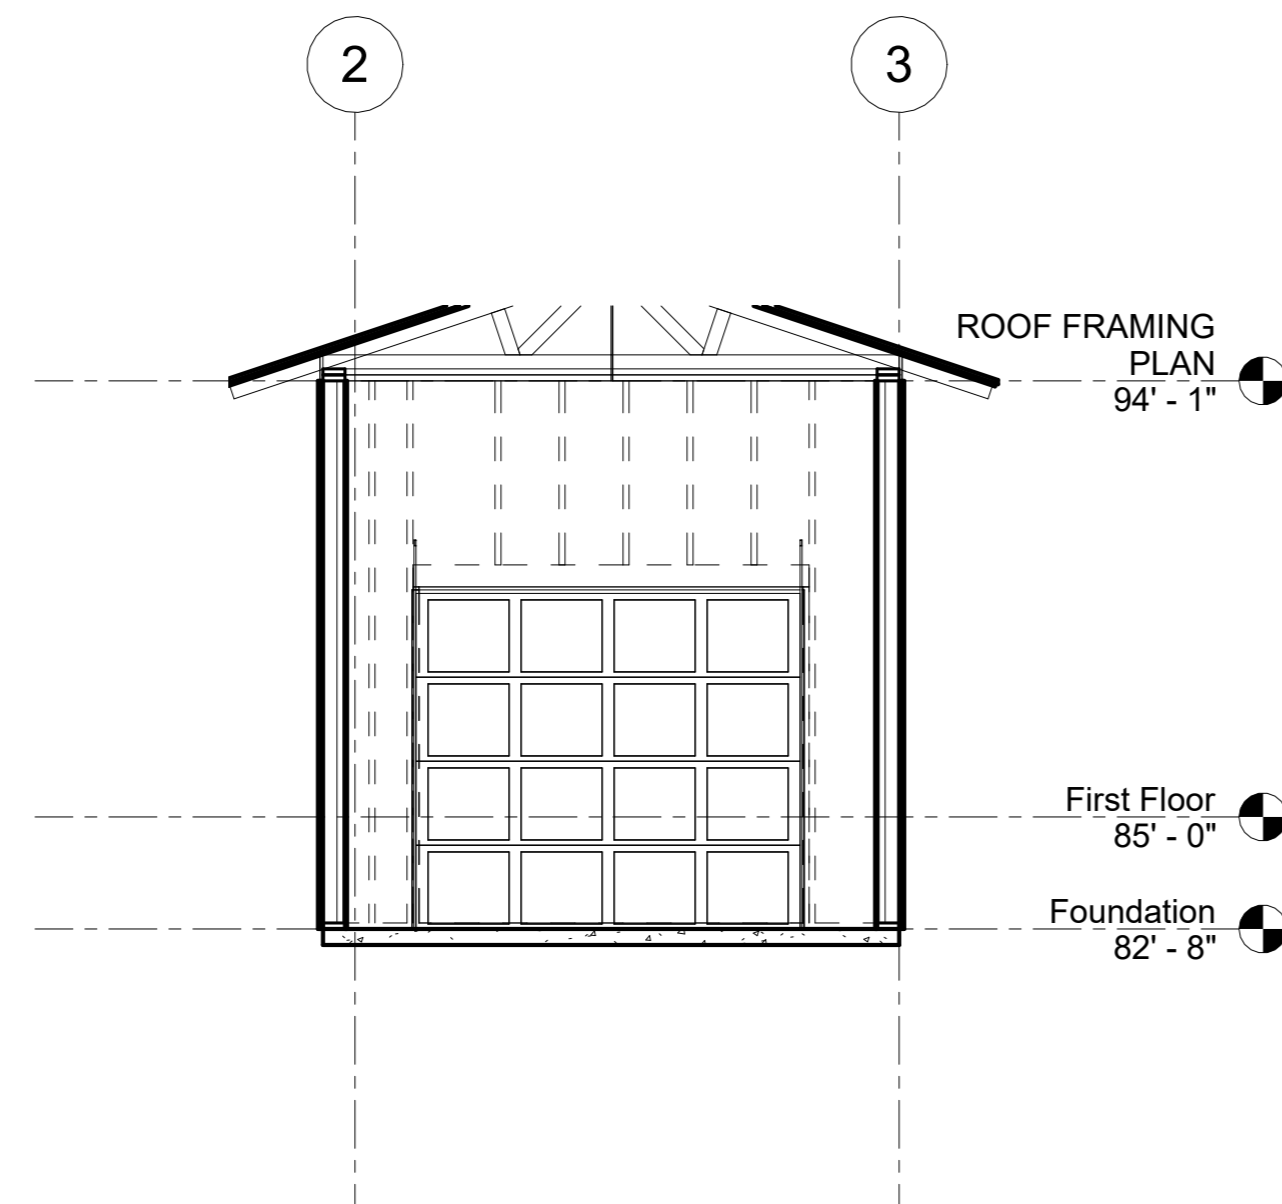 2
3
ROOF FRAMING
PLAN
94' - 1"
First Floor
85' - 0"
Foundation
82' - 8"